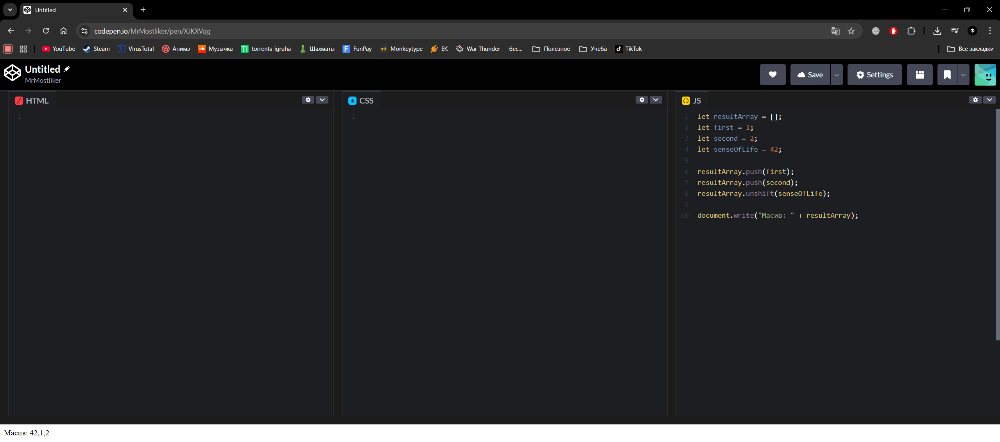 Untitled
codepen.io/MrMostliker/pen/XJKXVqg
YouTube Steam VirusTotal Анимэ Музычка TI torrents-igruha Шахматы F FunPay mt Monkeytype EK War Thunder — бес... Полезное Учёба TikTok Все закладки
Untitled
MrMostliker
Save Settings
HTML
1
CSS
1
JS
1 let resultArray = [];
2 let first = 1;
3 let second = 2;
4 let senseOfLife = 42;
5
6 resultArray.push(first);
7 resultArray.push(second);
8 resultArray.unshift(senseOfLife);
9
10 document.write("Масив: " + resultArray);
Масив: 42,1,2